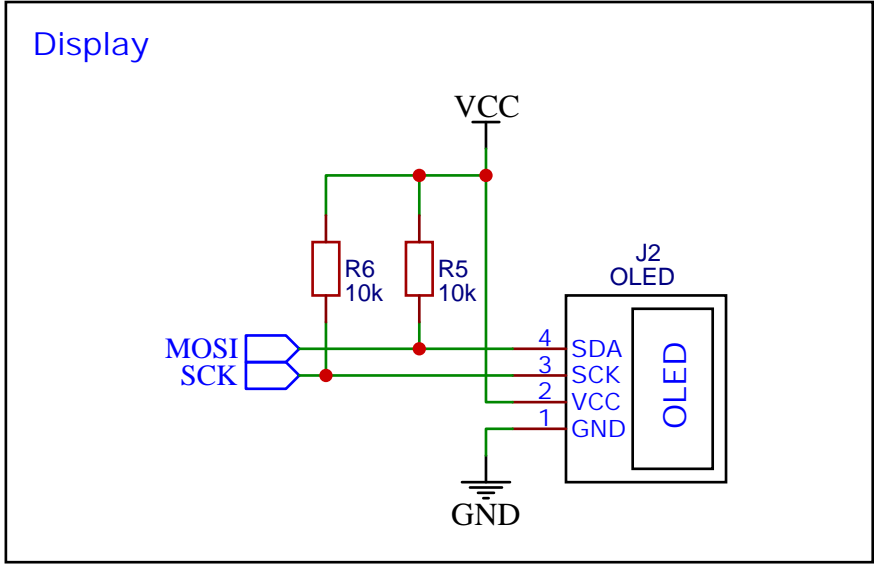 Display
VCC
R6
10k
R5
10k
J2
OLED
MOSI
SCK
4 SDA
3 SCK
2 VCC
1 GND
OLED
GND